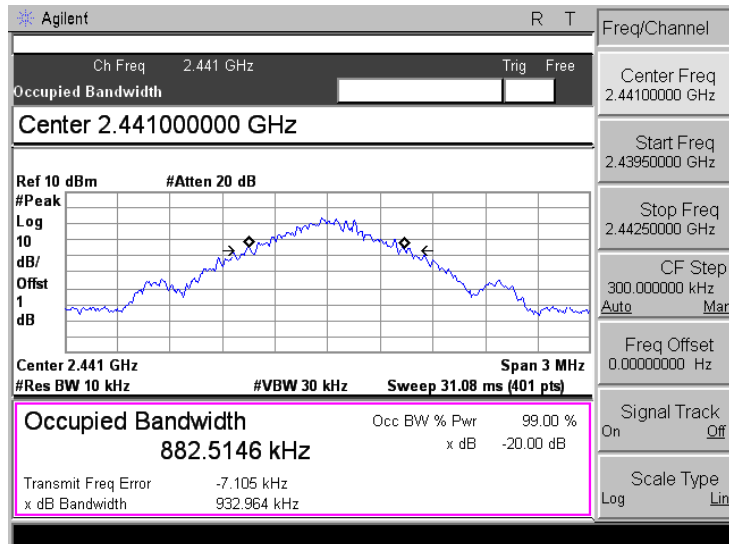 Agilent R T
Ch Freq 2.441 GHz Trig Free
Occupied Bandwidth
Center 2.441000000 GHz
Ref 10 dBm #Atten 20 dB
#Peak
Log
10
dB/
Offst
1
dB
Center 2.441 GHz Span 3 MHz
#Res BW 10 kHz #VBW 30 kHz Sweep 31.08 ms (401 pts)
Occupied Bandwidth Occ BW % Pwr 99.00 %
882.5146 kHz x dB -20.00 dB
Transmit Freq Error -7.105 kHz
x dB Bandwidth 932.964 kHz
Freq/Channel
Center Freq
2.44100000 GHz
Start Freq
2.43950000 GHz
Stop Freq
2.44250000 GHz
CF Step
300.000000 kHz
Auto Mar
Freq Offset
0.00000000 Hz
Signal Track
On Off
Scale Type
Log Lin